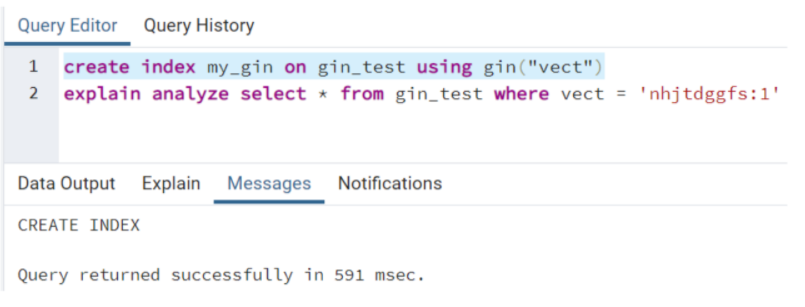 Query Editor Query History
1 create index my_gin on gin_test using gin("vect")
2 explain analyze select * from gin_test where vect = 'nhjtdggfs:1'
Data Output Explain Messages Notifications
CREATE INDEX
Query returned successfully in 591 msec.